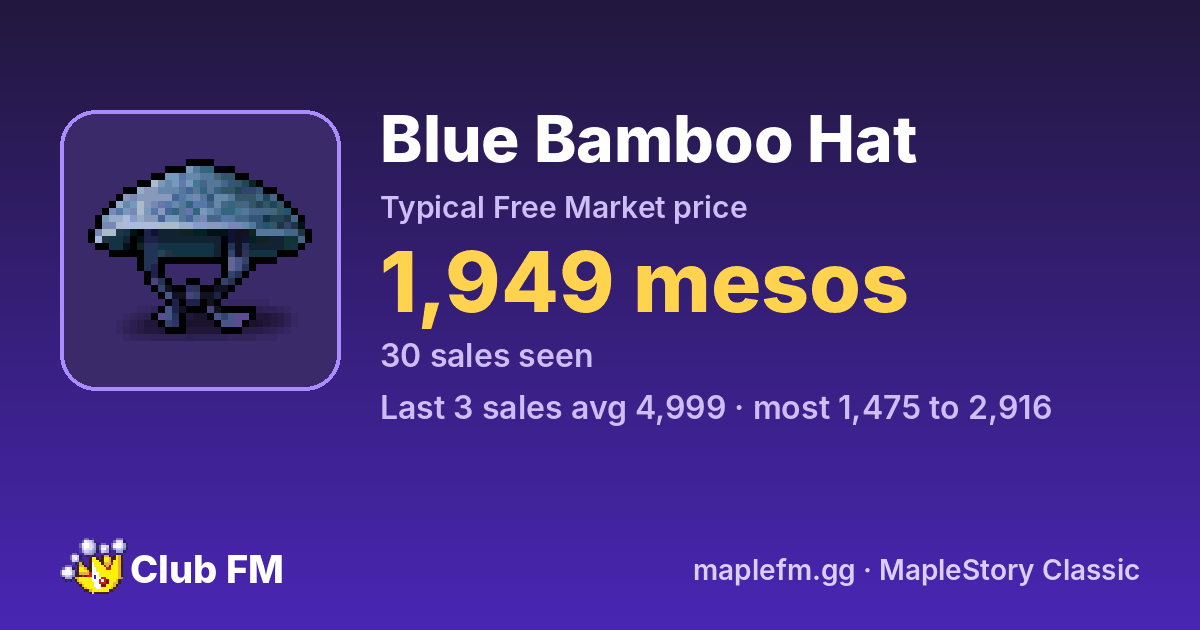 Blue Bamboo Hat
Typical Free Market price
1,949 mesos
30 sales seen
Last 3 sales avg 4,999 · most 1,475 to 2,916
Club FM
maplefm.gg · MapleStory Classic